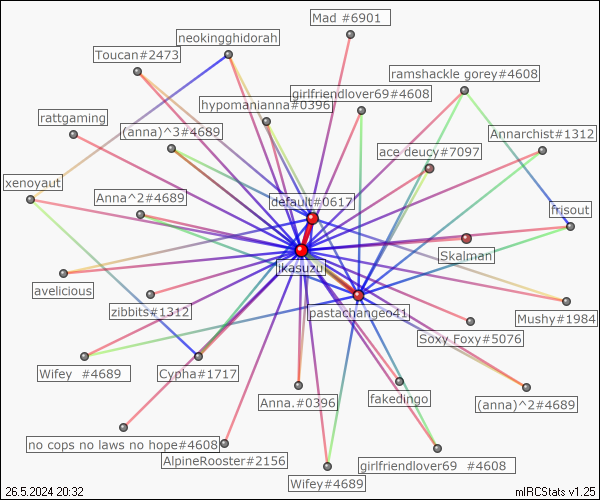 Mad #6901
neokingghidorah
Toucan#2473
ramshackle gorey#4608
girlfriendlover69#4608
hypomanianna#0396
rattgaming
(anna)^3#4689
Annarchist#1312
ace deucy#7097
xenoyaut
Anna^2#4689
default#0617
frisout
Skalman
jkasuzu
avelicious
zibbits#1312
pastachangeo41
Mushy#1984
Soxy Foxy#5076
Wifey #4689
Cypha#1717
Anna.#0396
fakedingo
(anna)^2#4689
no cops no laws no hope#4608
AlpineRooster#2156
girlfriendlover69 #4608
Wifey#4689
26.5.2024 20:32
mIRCStats v1.25